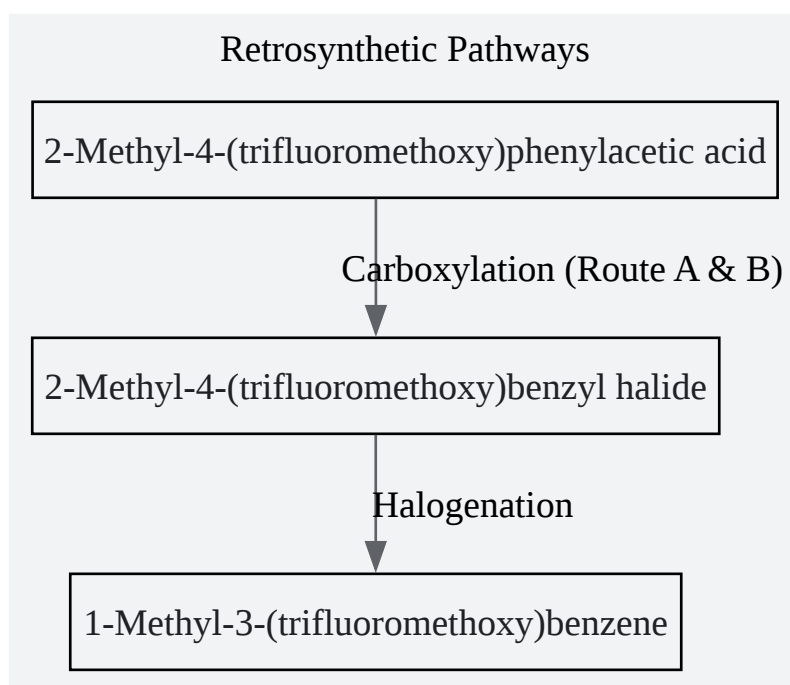 Retrosynthetic Pathways
2-Methyl-4-(trifluoromethoxy)phenylacetic acid
Carboxylation (Route A & B)
2-Methyl-4-(trifluoromethoxy)benzyl halide
Halogenation
1-Methyl-3-(trifluoromethoxy)benzene